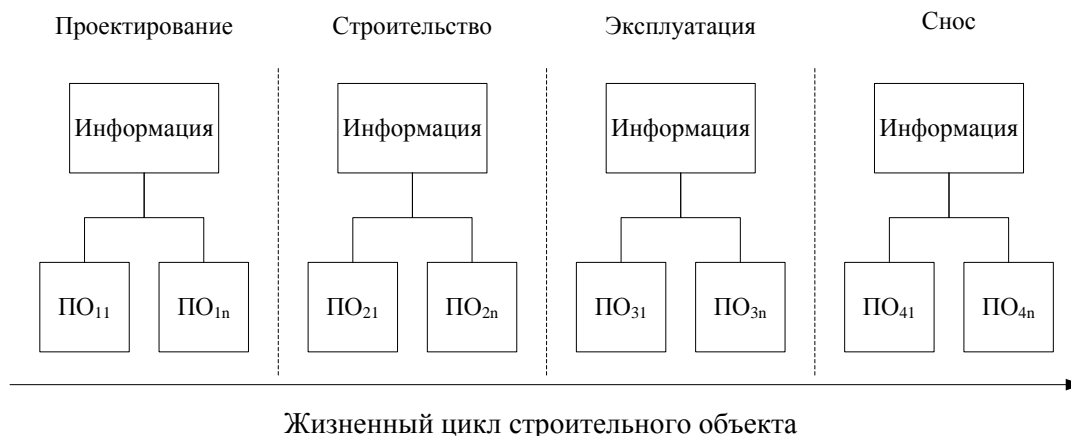 Проектирование Строительство Эксплуатация Снос
Информация Информация Информация Информация
ПО₁₁ ПО₁ₙ ПО₂₁ ПО₂ₙ ПО₃₁ ПО₃ₙ ПО₄₁ ПО₄ₙ
Жизненный цикл строительного объекта